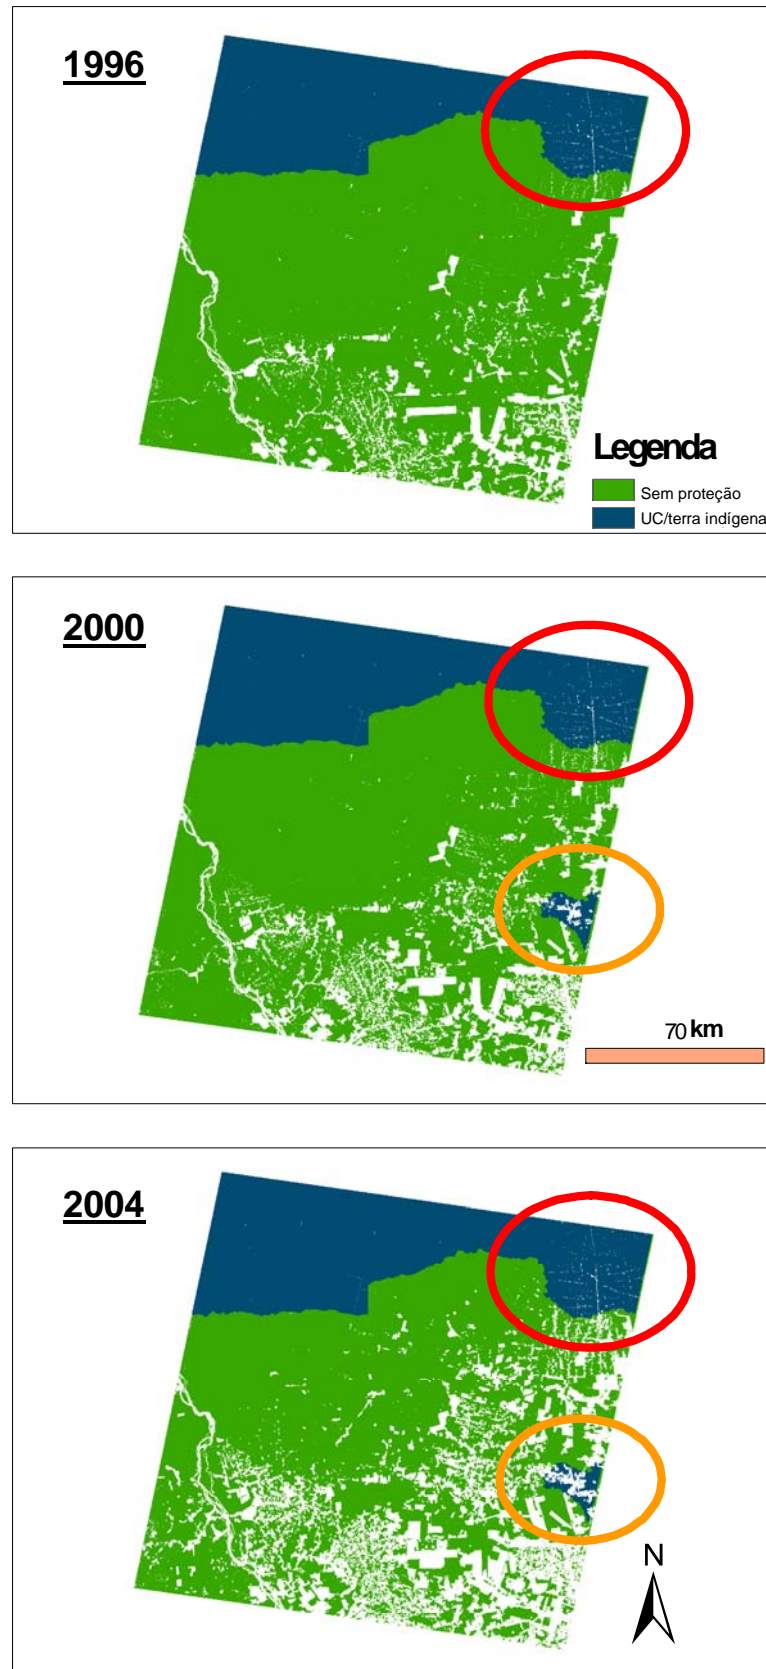 1996
Legenda
Sem proteção
UC/terra indígena
2000
70 km
2004
N